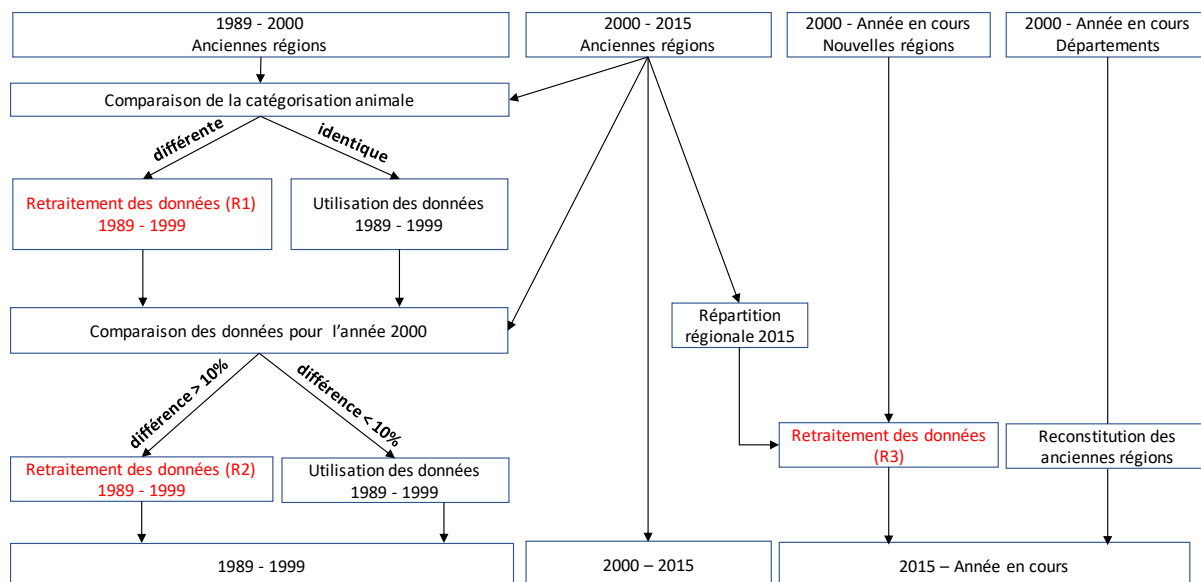 1989 - 2000
Anciennes régions
2000 - 2015
Anciennes régions
2000 - Année en cours
Nouvelles régions
2000 - Année en cours
Départements
Comparaison de la catégorisation animale
différente
identique
Retraitement des données (R1)
1989 - 1999
Utilisation des données
1989 - 1999
Comparaison des données pour l’année 2000
Répartition
régionale 2015
différence > 10%
différence < 10%
Retraitement des données (R2)
1989 - 1999
Utilisation des données
1989 - 1999
Retraitement des données
(R3)
Reconstitution des
anciennes régions
1989 - 1999
2000 – 2015
2015 – Année en cours